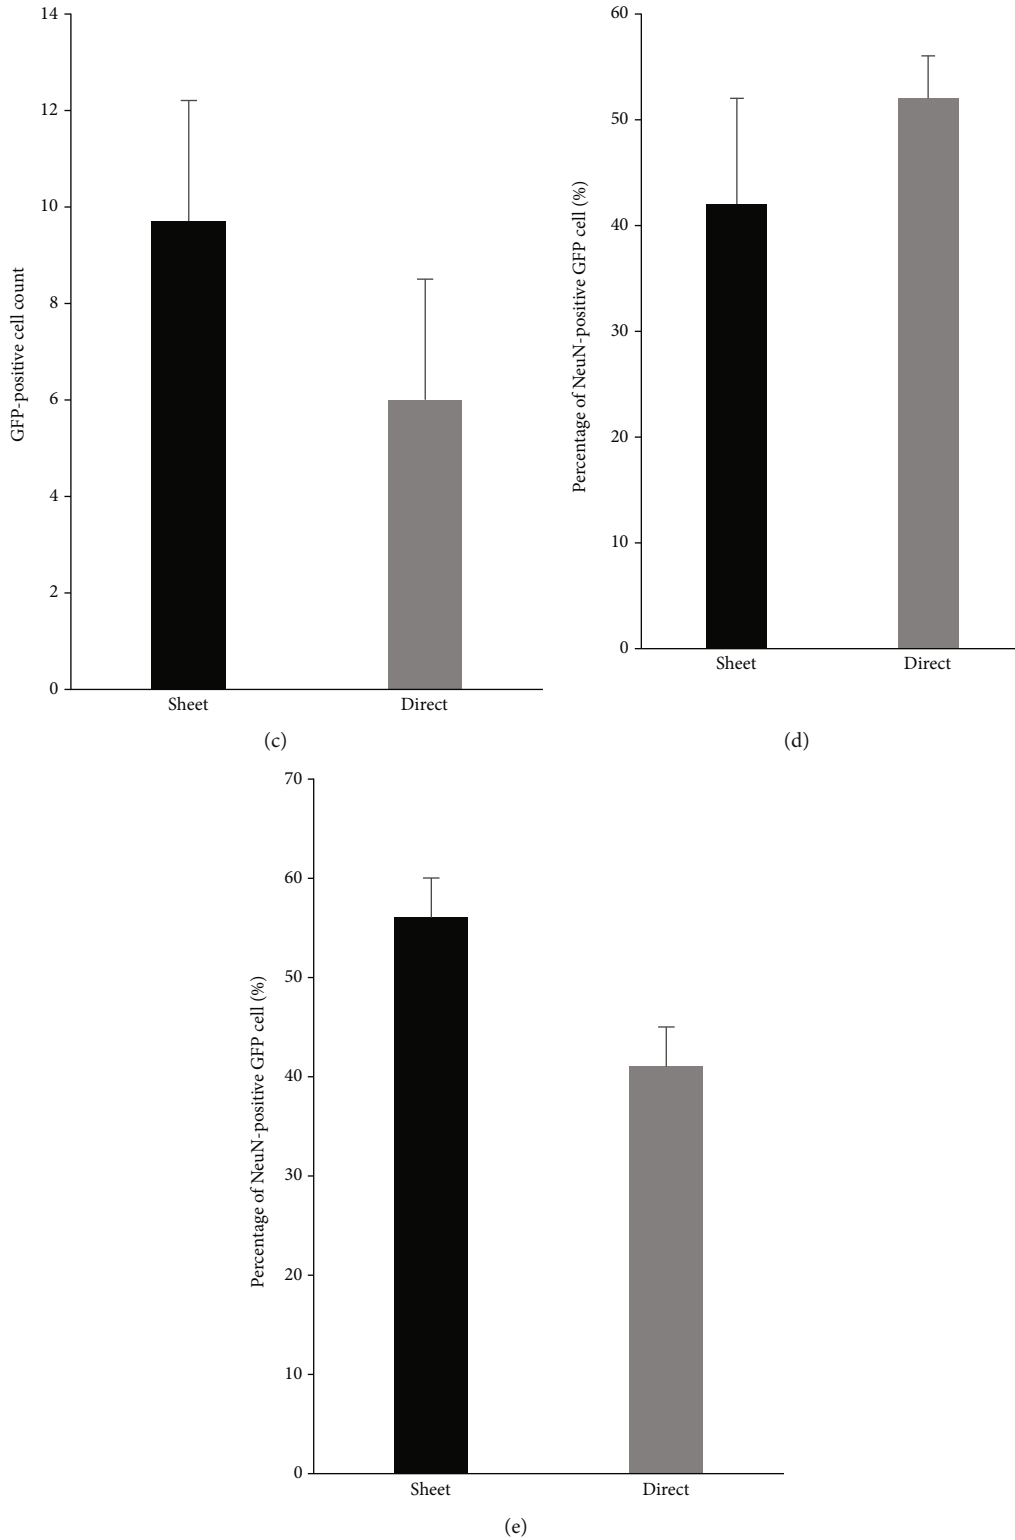 14
12
10
8
6
4
2
0
GFP-positive cell count
Sheet Direct
(c)
60
50
40
30
20
10
0
Percentage of NeuN-positive GFP cell (%)
Sheet Direct
(d)
70
60
50
40
30
20
10
0
Percentage of NeuN-positive GFP cell (%)
Sheet Direct
(e)